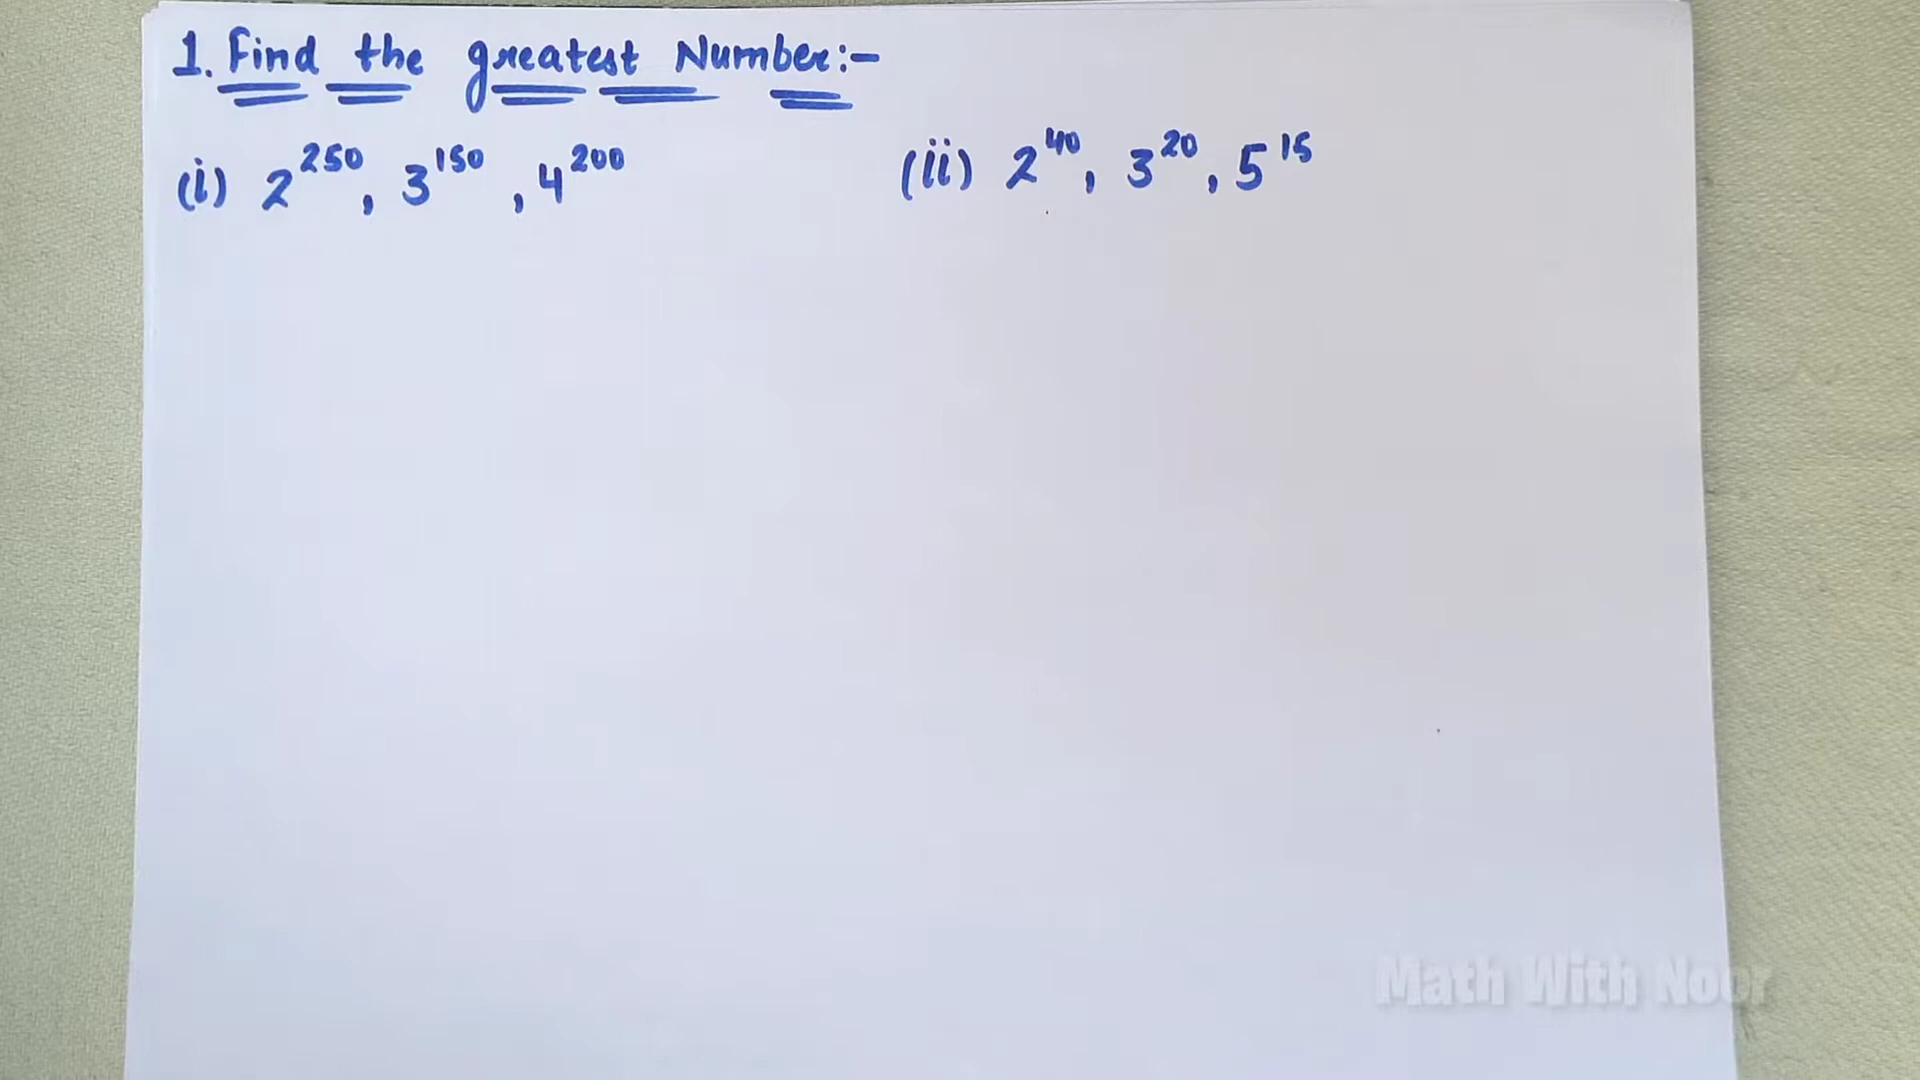 1. Find the greatest Number:-
(i) 2^250, 3^150, 4^200
(ii) 2^40, 3^20, 5^15
Math With Noor